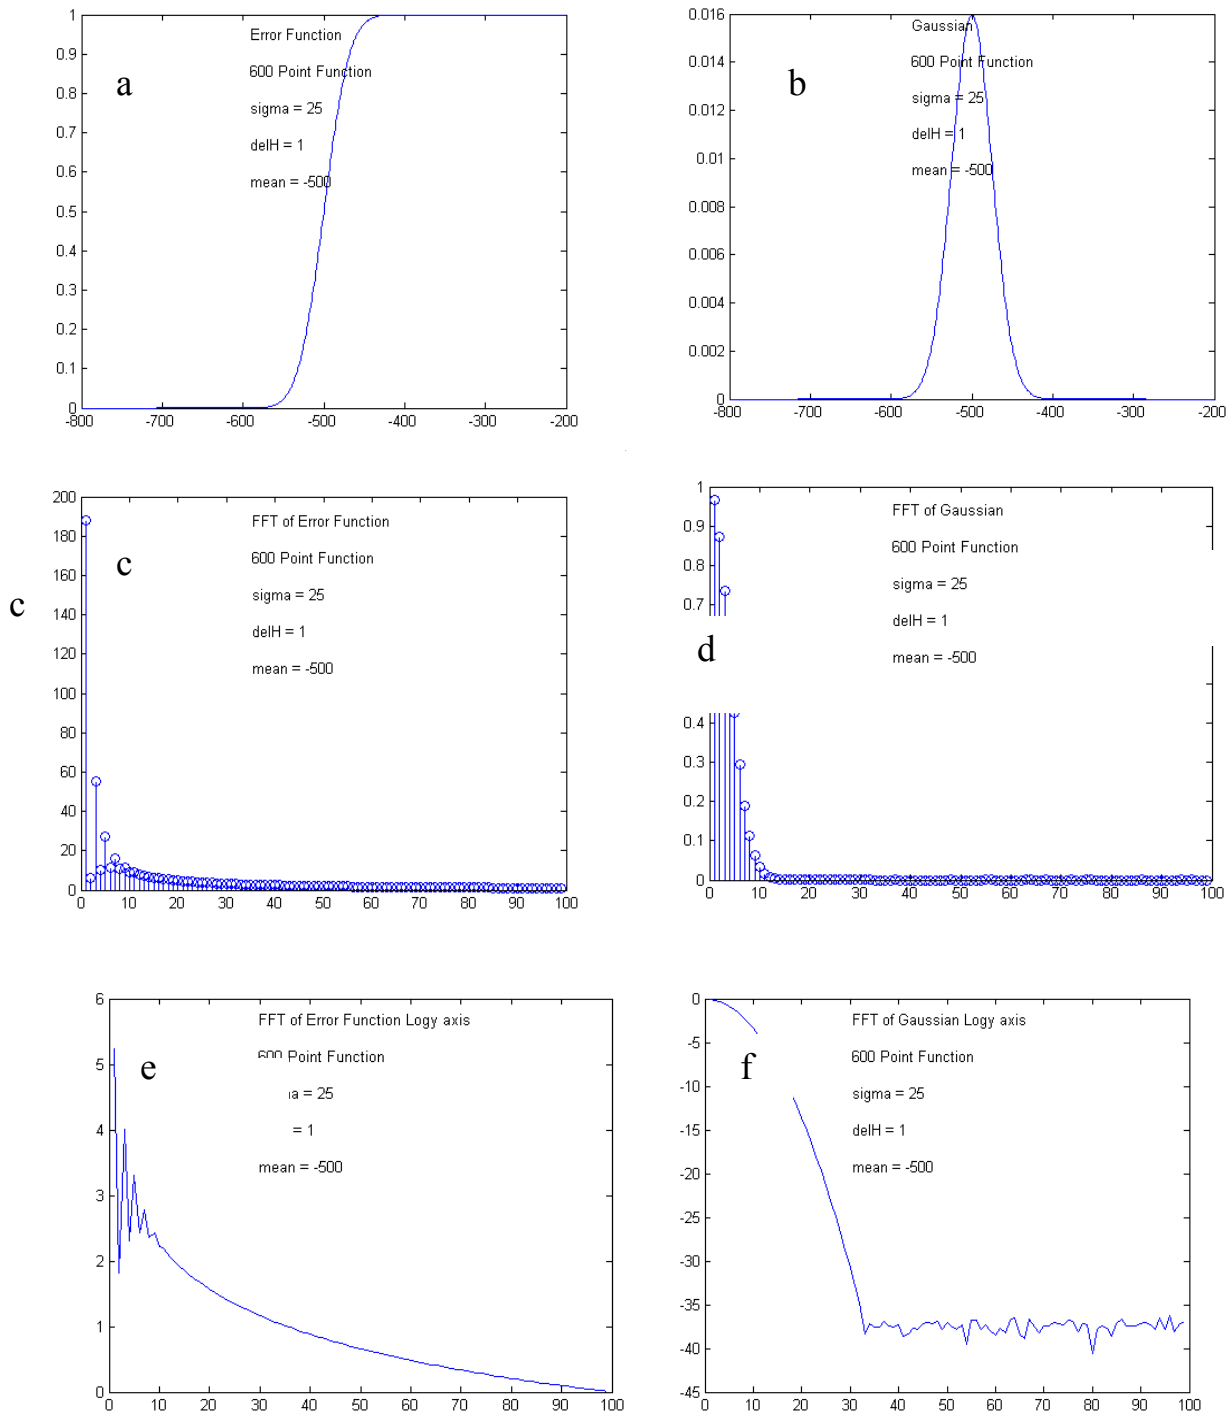 Error Function
600 Point Function
sigma = 25
delH = 1
mean = -500
a
1
0.9
0.8
0.7
0.6
0.5
0.4
0.3
0.2
0.1
0
-800 -700 -600 -500 -400 -300 -200
Gaussian
600 Point Function
sigma = 25
delH = 1
mean = -500
b
0.016
0.014
0.012
0.01
0.008
0.006
0.004
0.002
0
-800 -700 -600 -500 -400 -300 -200
c
FFT of Error Function
600 Point Function
sigma = 25
delH = 1
mean = -500
c
200
180
160
140
120
100
80
60
40
20
0
0 10 20 30 40 50 60 70 80 90 100
FFT of Gaussian
600 Point Function
sigma = 25
delH = 1
mean = -500
d
1
0.9
0.8
0.7
0.4
0.3
0.2
0.1
0
0 10 20 30 40 50 60 70 80 90 100
FFT of Error Function Logy axis
Point Function
= 25
= 1
mean = -500
e
6
5
4
3
2
1
0
0 10 20 30 40 50 60 70 80 90 100
FFT of Gaussian Logy axis
600 Point Function
sigma = 25
delH = 1
mean = -500
f
0
-5
-10
-15
-20
-25
-30
-35
-40
-45
0 10 20 30 40 50 60 70 80 90 100